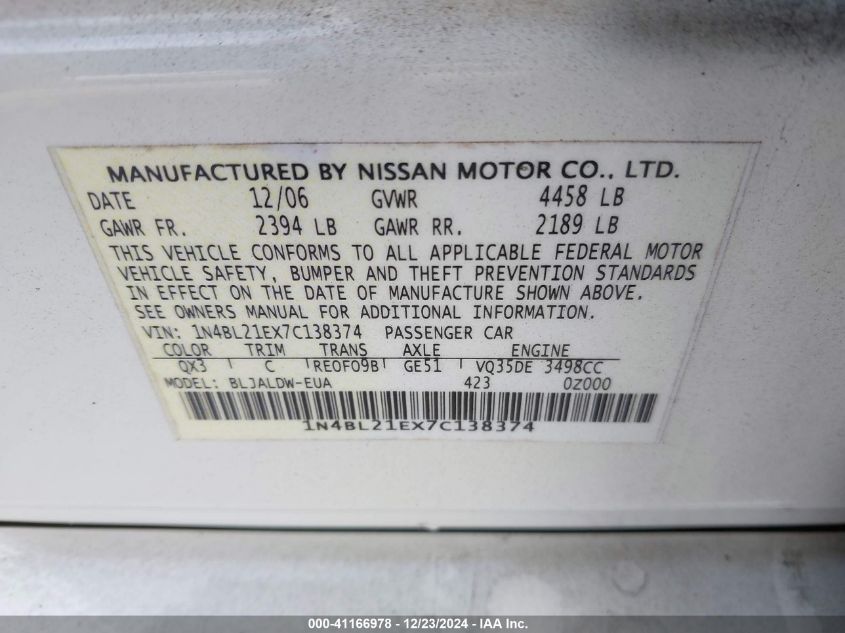 MANUFACTURED BY NISSAN MOTOR CO., LTD.
DATE 12/06 GVWR 4458 LB
GAWR FR. 2394 LB GAWR RR. 2189 LB
THIS VEHICLE CONFORMS TO ALL APPLICABLE FEDERAL MOTOR
VEHICLE SAFETY, BUMPER AND THEFT PREVENTION STANDARDS
IN EFFECT ON THE DATE OF MANUFACTURE SHOWN ABOVE.
SEE OWNERS MANUAL FOR ADDITIONAL INFORMATION.
VIN: 1N4BL21EX7C138374 PASSENGER CAR
COLOR TRIM TRANS AXLE ENGINE
QX3 C RE0F09B GE51 VQ35DE 3498CC
MODEL: BLJALDW-EUA 423 0Z000
1N4BL21EX7C138374
000-41166978 - 12/23/2024 - IAA Inc.